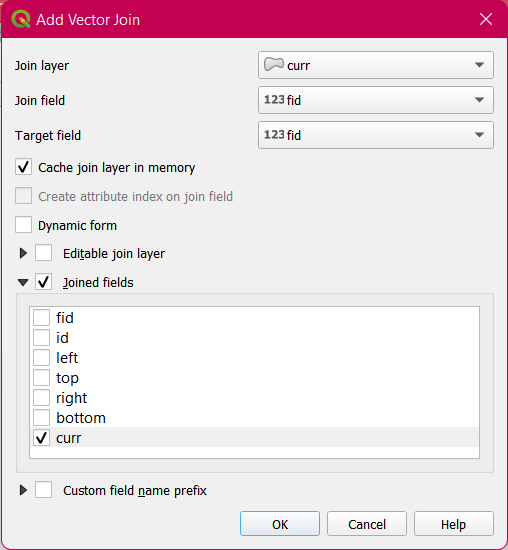 Add Vector Join
Join layer curr
Join field 123 fid
Target field 123 fid
Cache join layer in memory
Create attribute index on join field
Dynamic form
Editable join layer
Joined fields
fid
id
left
top
right
bottom
curr
Custom field name prefix
OK Cancel Help